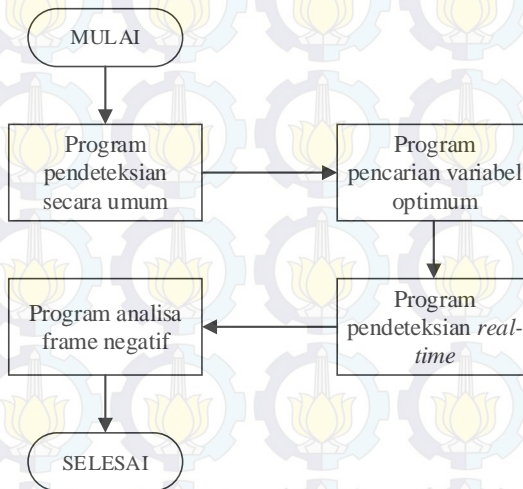 MULAI
Program
pendeteksian
secara umum
Program
pencarian variabel
optimum
Program
pendeteksian real-
time
Program analisa
frame negatif
SELESAI